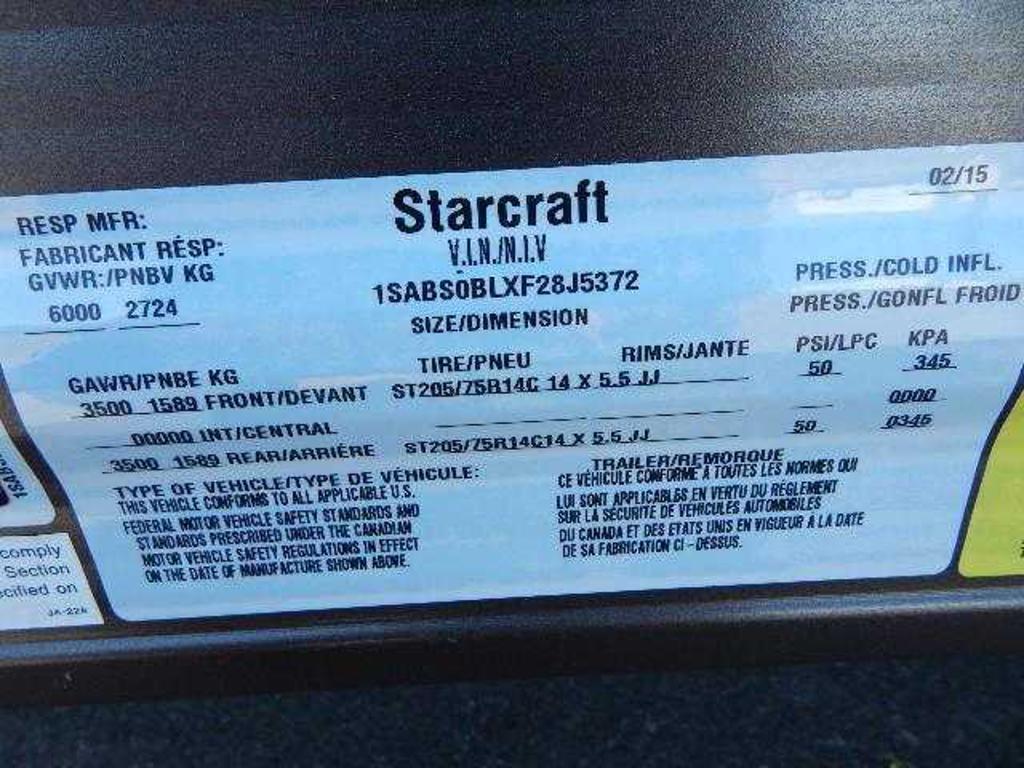 02/15
RESP MFR: Starcraft
FABRICANT RÉSP: V.I.N./N.I.V
GVWR:/PNBV KG 1SABS0BLXF28J5372 PRESS./COLD INFL.
6000 2724 SIZE/DIMENSION PRESS./GONFL FROID
TIRE/PNEU RIMS/JANTE PSI/LPC KPA
GAWR/PNBE KG
3500 1589 FRONT/DEVANT ST205/75R14C 14 X 5.5 JJ 50 345
00000 INT/CENTRAL 0000
3500 1589 REAR/ARRIÉRE ST205/75R14C14 X 5.5 JJ 50 0345
TYPE OF VEHICLE/TYPE DE VÉHICULE: TRAILER/REMORQUE
THIS VEHICLE CONFORMS TO ALL APPLICABLE U.S.
FEDERAL MOTOR VEHICLE SAFETY STANDARDS AND
STANDARDS PRESCRIBED UNDER THE CANADIAN
MOTOR VEHICLE SAFETY REGULATIONS IN EFFECT
ON THE DATE OF MANUFACTURE SHOWN ABOVE.
CE VÉHICULE CONFORME À TOUTES LES NORMES QUI
LUI SONT APPLICABLES EN VERTU DU RÉGLEMENT
SUR LA SÉCURITÉ DE VÉHICULES AUTOMOBILES
DU CANADA ET DES ETATS UNIS EN VIGUEUR À LA DATE
DE SA FABRICATION CI-DESSUS.
comply
Section
cified on
JA-22A